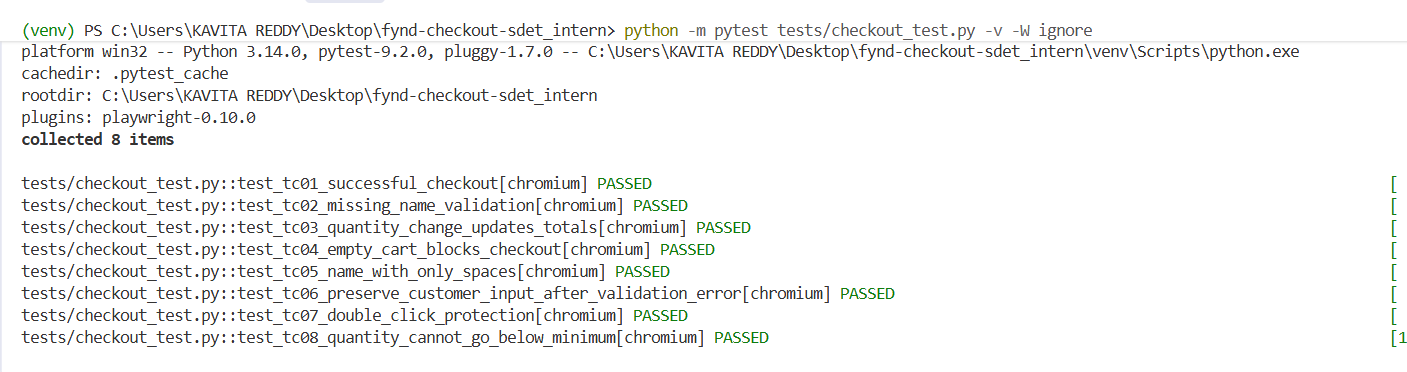 (venv) PS C:\Users\KAVITA REDDY\Desktop\fynd-checkout-sdet_intern> python -m pytest tests/checkout_test.py -v -W ignore
platform win32 -- Python 3.14.0, pytest-9.2.0, pluggy-1.7.0 -- C:\Users\KAVITA REDDY\Desktop\fynd-checkout-sdet_intern\venv\Scripts\python.exe
cachedir: .pytest_cache
rootdir: C:\Users\KAVITA REDDY\Desktop\fynd-checkout-sdet_intern
plugins: playwright-0.10.0
collected 8 items
tests/checkout_test.py::test_tc01_successful_checkout[chromium] PASSED [
tests/checkout_test.py::test_tc02_missing_name_validation[chromium] PASSED [
tests/checkout_test.py::test_tc03_quantity_change_updates_totals[chromium] PASSED [
tests/checkout_test.py::test_tc04_empty_cart_blocks_checkout[chromium] PASSED [
tests/checkout_test.py::test_tc05_name_with_only_spaces[chromium] PASSED [
tests/checkout_test.py::test_tc06_preserve_customer_input_after_validation_error[chromium] PASSED [
tests/checkout_test.py::test_tc07_double_click_protection[chromium] PASSED [
tests/checkout_test.py::test_tc08_quantity_cannot_go_below_minimum[chromium] PASSED [1